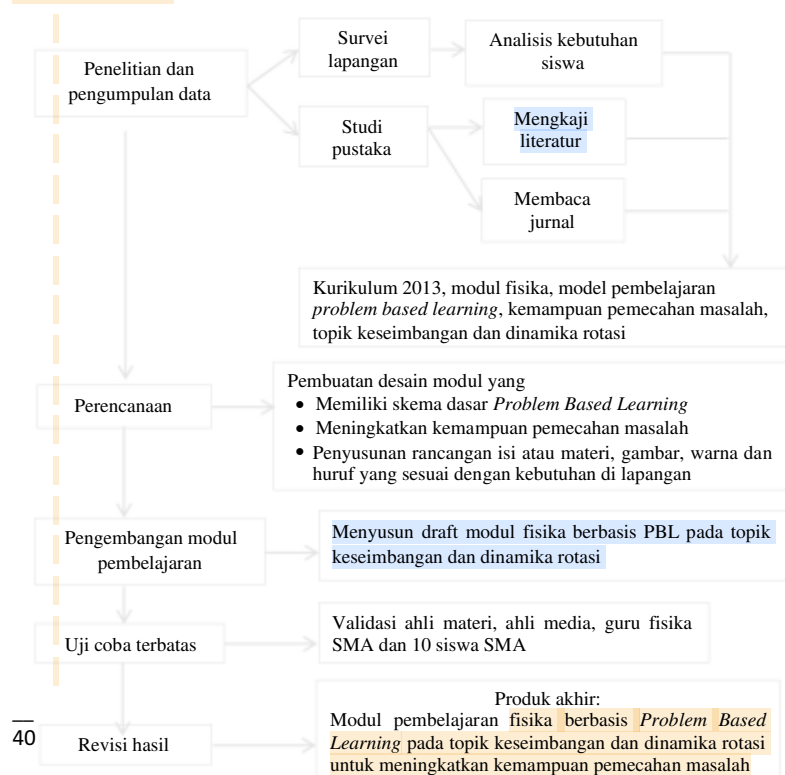 Penelitian dan
pengumpulan data
Survei
lapangan
Analisis kebutuhan
siswa
Studi
pustaka
Mengkaji
literatur
Membaca
jurnal
Kurikulum 2013, modul fisika, model pembelajaran
problem based learning, kemampuan pemecahan masalah,
topik keseimbangan dan dinamika rotasi
Perencanaan
Pembuatan desain modul yang
• Memiliki skema dasar Problem Based Learning
• Meningkatkan kemampuan pemecahan masalah
• Penyusunan rancangan isi atau materi, gambar, warna dan
huruf yang sesuai dengan kebutuhan di lapangan
Pengembangan modul
pembelajaran
Menyusun draft modul fisika berbasis PBL pada topik
keseimbangan dan dinamika rotasi
Uji coba terbatas
Validasi ahli materi, ahli media, guru fisika
SMA dan 10 siswa SMA
Revisi hasil
Produk akhir:
Modul pembelajaran fisika berbasis Problem Based
Learning pada topik keseimbangan dan dinamika rotasi
untuk meningkatkan kemampuan pemecahan masalah
40